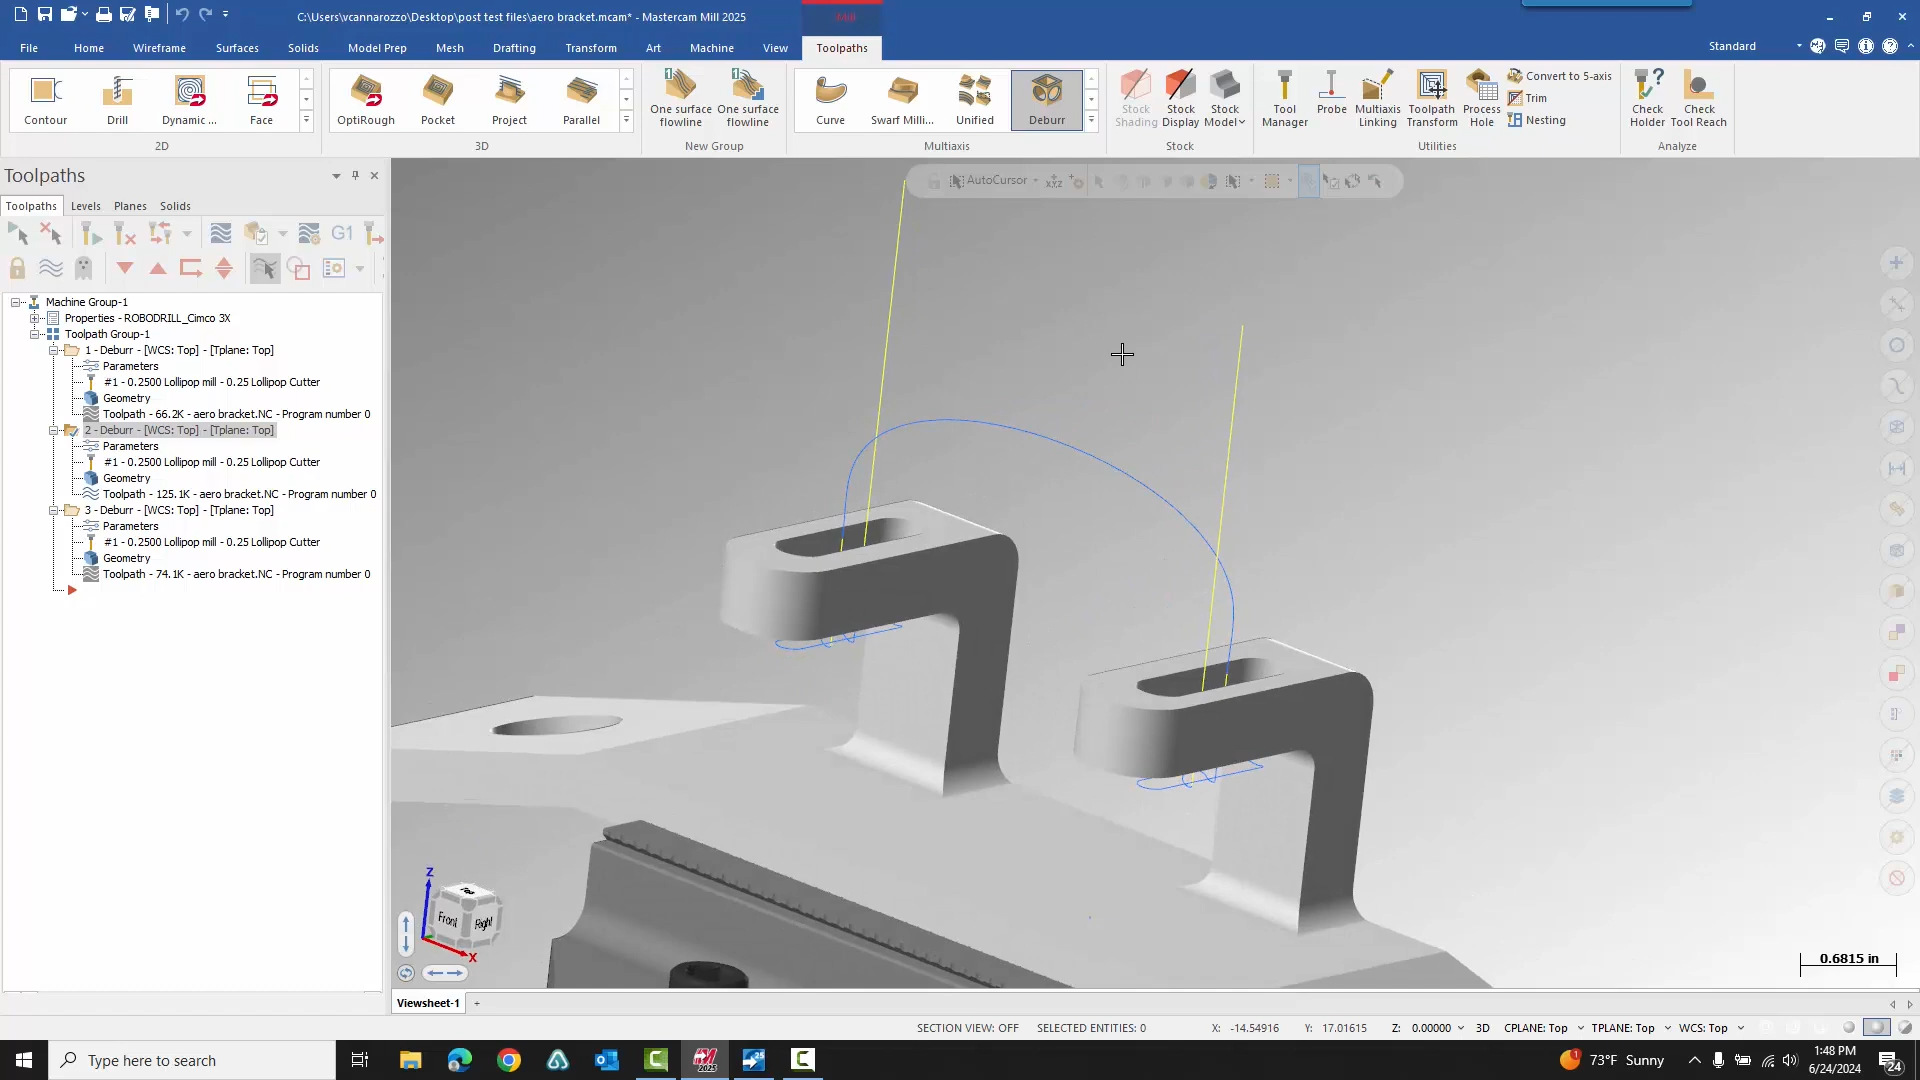 C:\Users\vcannarozzo\Desktop\post test files\aero bracket.mcam* - Mastercam Mill 2025
Mill
File Home Wireframe Surfaces Solids Model Prep Mesh Drafting Transform Art Machine View Toolpaths
Standard
Contour Drill Dynamic ... Face
2D
OptiRough Pocket Project Parallel
3D
One surface flowline
One surface flowline
New Group
Curve Swarf Milli... Unified Deburr
Multiaxis
Stock Shading
Stock Display
Stock Model
Stock
Tool Manager
Probe
Multiaxis Linking
Toolpath Transform
Process Hole
Convert to 5-axis
Trim
Nesting
Utilities
Check Holder
Check Tool Reach
Analyze
Toolpaths
Toolpaths Levels Planes Solids
G1
AutoCursor
Machine Group-1
Properties - ROBODRILL_Cimco 3X
Toolpath Group-1
1 - Deburr - [WCS: Top] - [Tplane: Top]
Parameters
#1 - 0.2500 Lollipop mill - 0.25 Lollipop Cutter
Geometry
Toolpath - 66.2K - aero bracket.NC - Program number 0
2 - Deburr - [WCS: Top] - [Tplane: Top]
Parameters
#1 - 0.2500 Lollipop mill - 0.25 Lollipop Cutter
Geometry
Toolpath - 125.1K - aero bracket.NC - Program number 0
3 - Deburr - [WCS: Top] - [Tplane: Top]
Parameters
#1 - 0.2500 Lollipop mill - 0.25 Lollipop Cutter
Geometry
Toolpath - 74.1K - aero bracket.NC - Program number 0
Z
Top
Front Right
X
0.6815 in
Viewsheet-1 +
SECTION VIEW: OFF SELECTED ENTITIES: 0 X: -14.54916 Y: 17.01615 Z: 0.00000 3D CPLANE: Top TPLANE: Top WCS: Top
Type here to search
2025
25
1
73°F Sunny
1:48 PM
6/24/2024
24